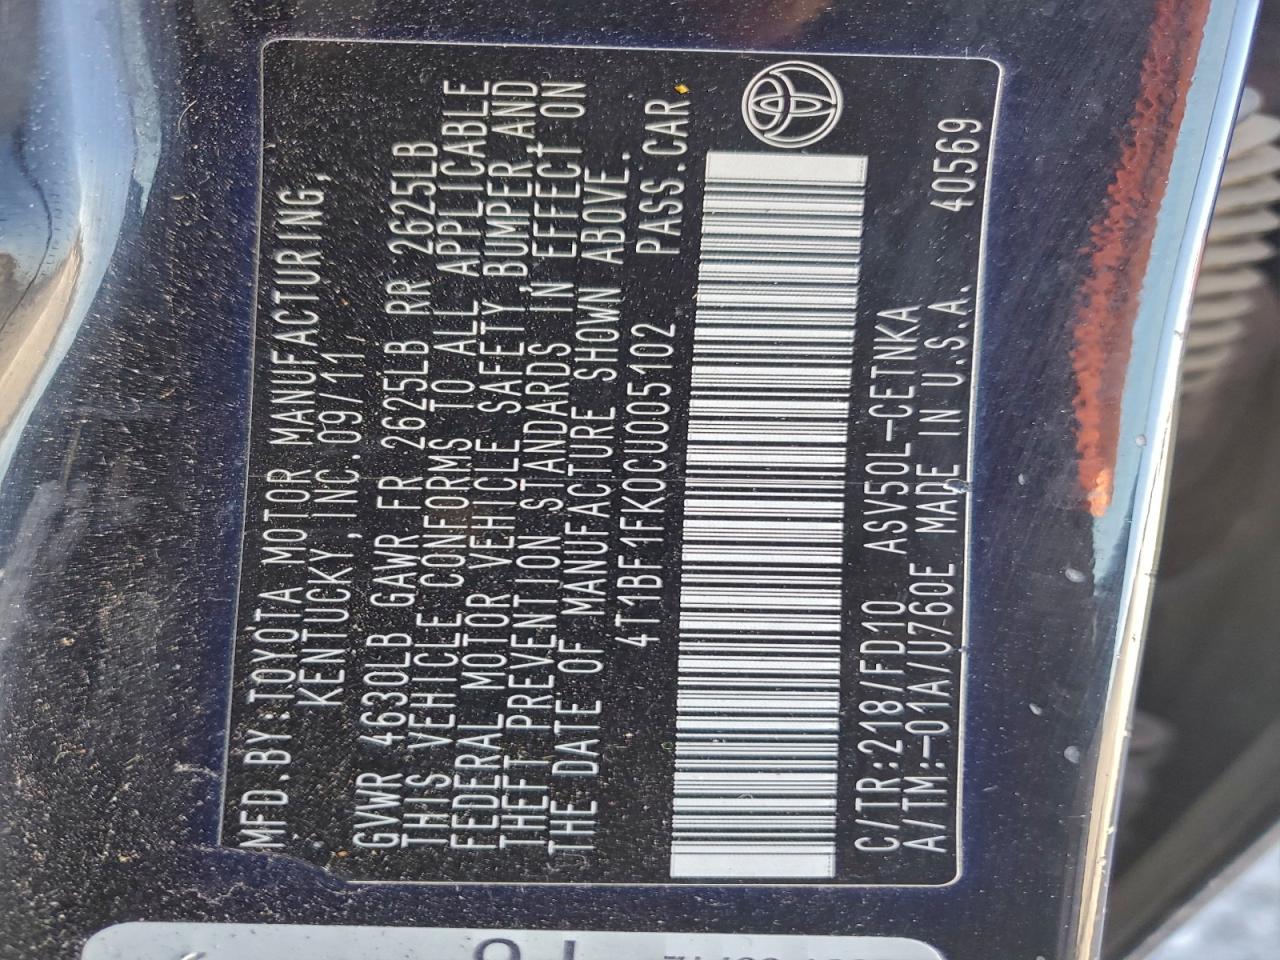 MFD.BY:TOYOTA MOTOR MANUFACTURING,
KENTUCKY,INC.09/11
GVWR 4630LB GAWR FR 2625LB RR 2625LB
THIS VEHICLE CONFORMS TO ALL APPLICABLE
FEDERAL MOTOR VEHICLE SAFETY,BUMPER,AND
THEFT PREVENTION STANDARDS IN EFFECT ON
THE DATE OF MANUFACTURE SHOWN ABOVE.
4T1BF1FK0CU005102 PASS.CAR
C/TR:218/FD10 ASV50L-CETNKA
A/TM:-01A/U760E MADE IN U.S.A. 40569